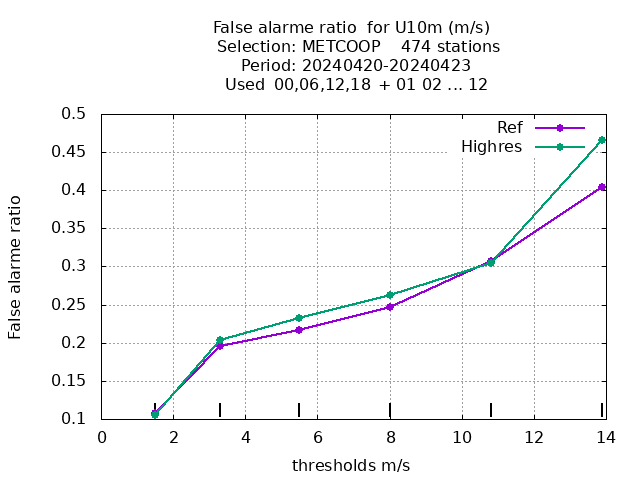 False alarme ratio  for U10m (m/s)
Selection: METCOOP    474 stations
Period: 20240420-20240423
Used  00,06,12,18  + 01 02 ... 12
Ref
Highres
0.5
0.45
0.4
0.35
0.3
0.25
0.2
0.15
0.1
False alarme ratio
0 2 4 6 8 10 12 14
thresholds m/s